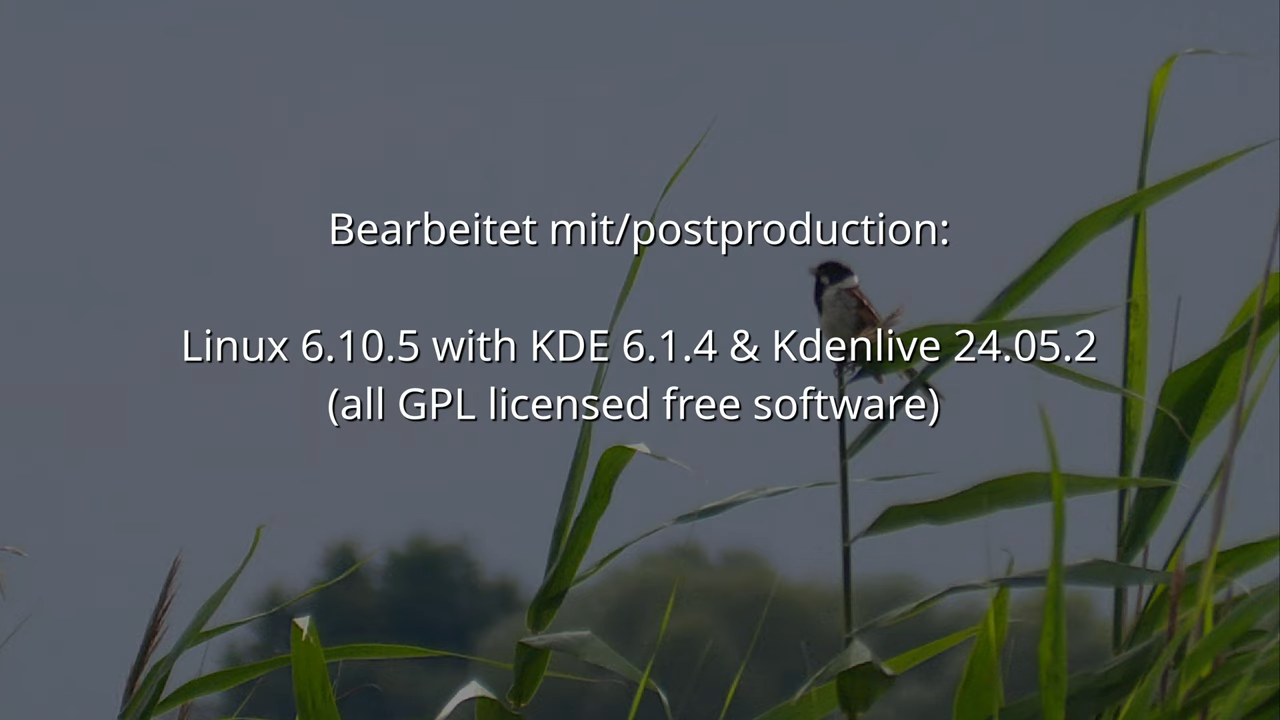 Bearbeitet mit/postproduction:
Linux 6.10.5 with KDE 6.1.4 & Kdenlive 24.05.2
(all GPL licensed free software)